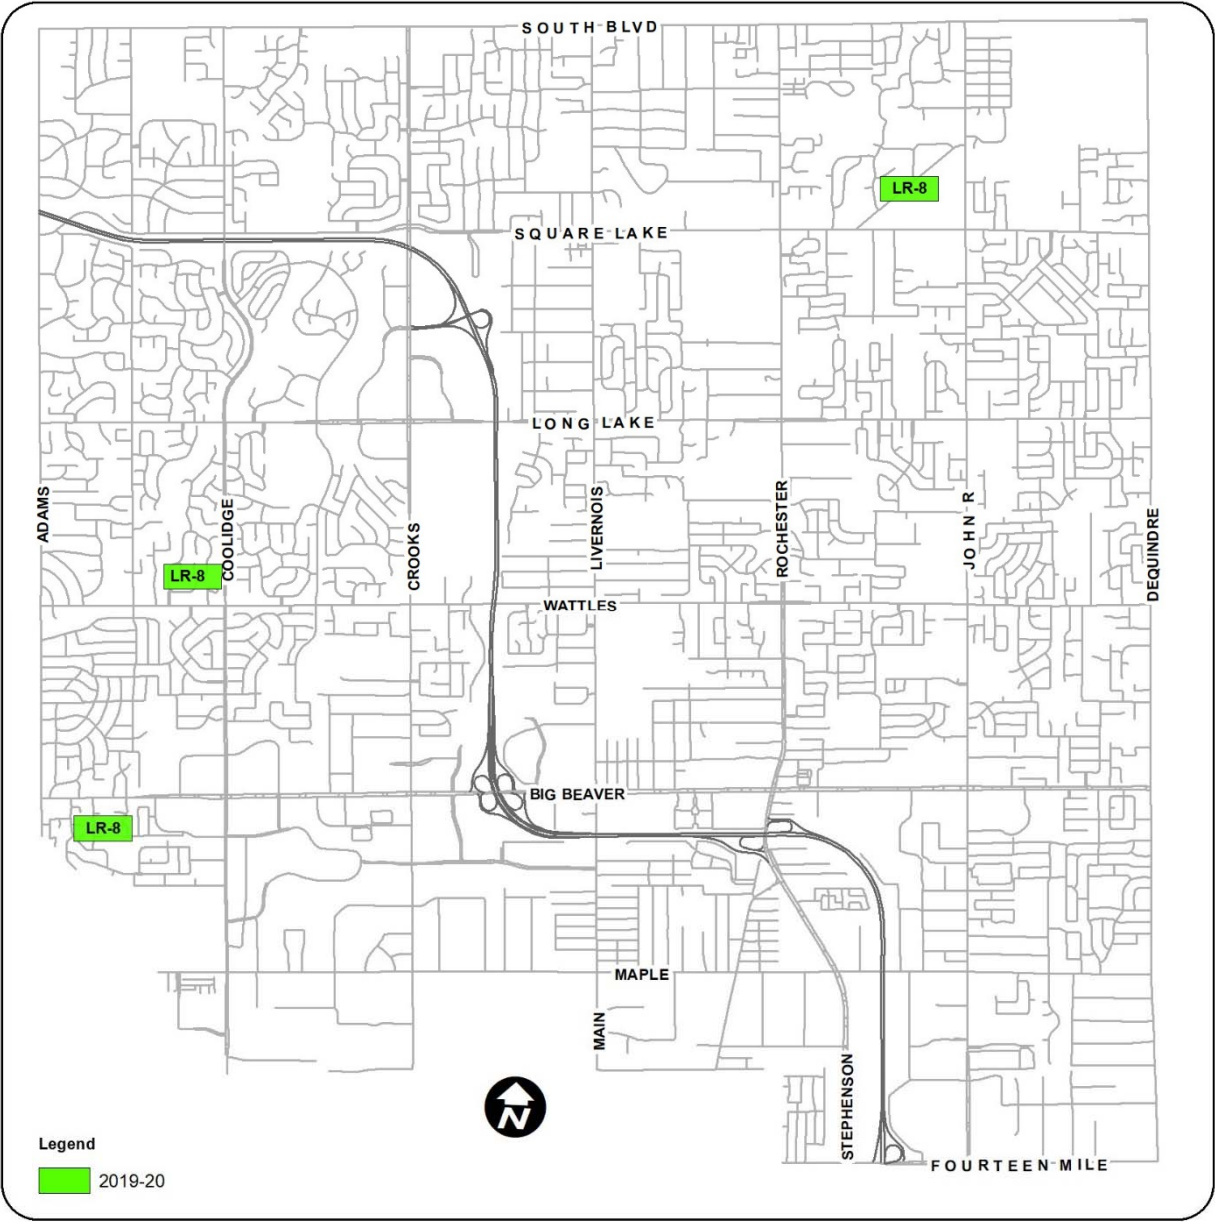 SOUTH BLVD
LR-8
SQUARE LAKE
LONG LAKE
ADAMS
COOLIDGE
CROOKS
LIVERNOIS
ROCHESTER
JOHN R
DEQUINDRE
LR-8
WATTLES
BIG BEAVER
LR-8
MAPLE
MAIN
STEPHENSON
N
Legend
2019-20
FOURTEEN MILE